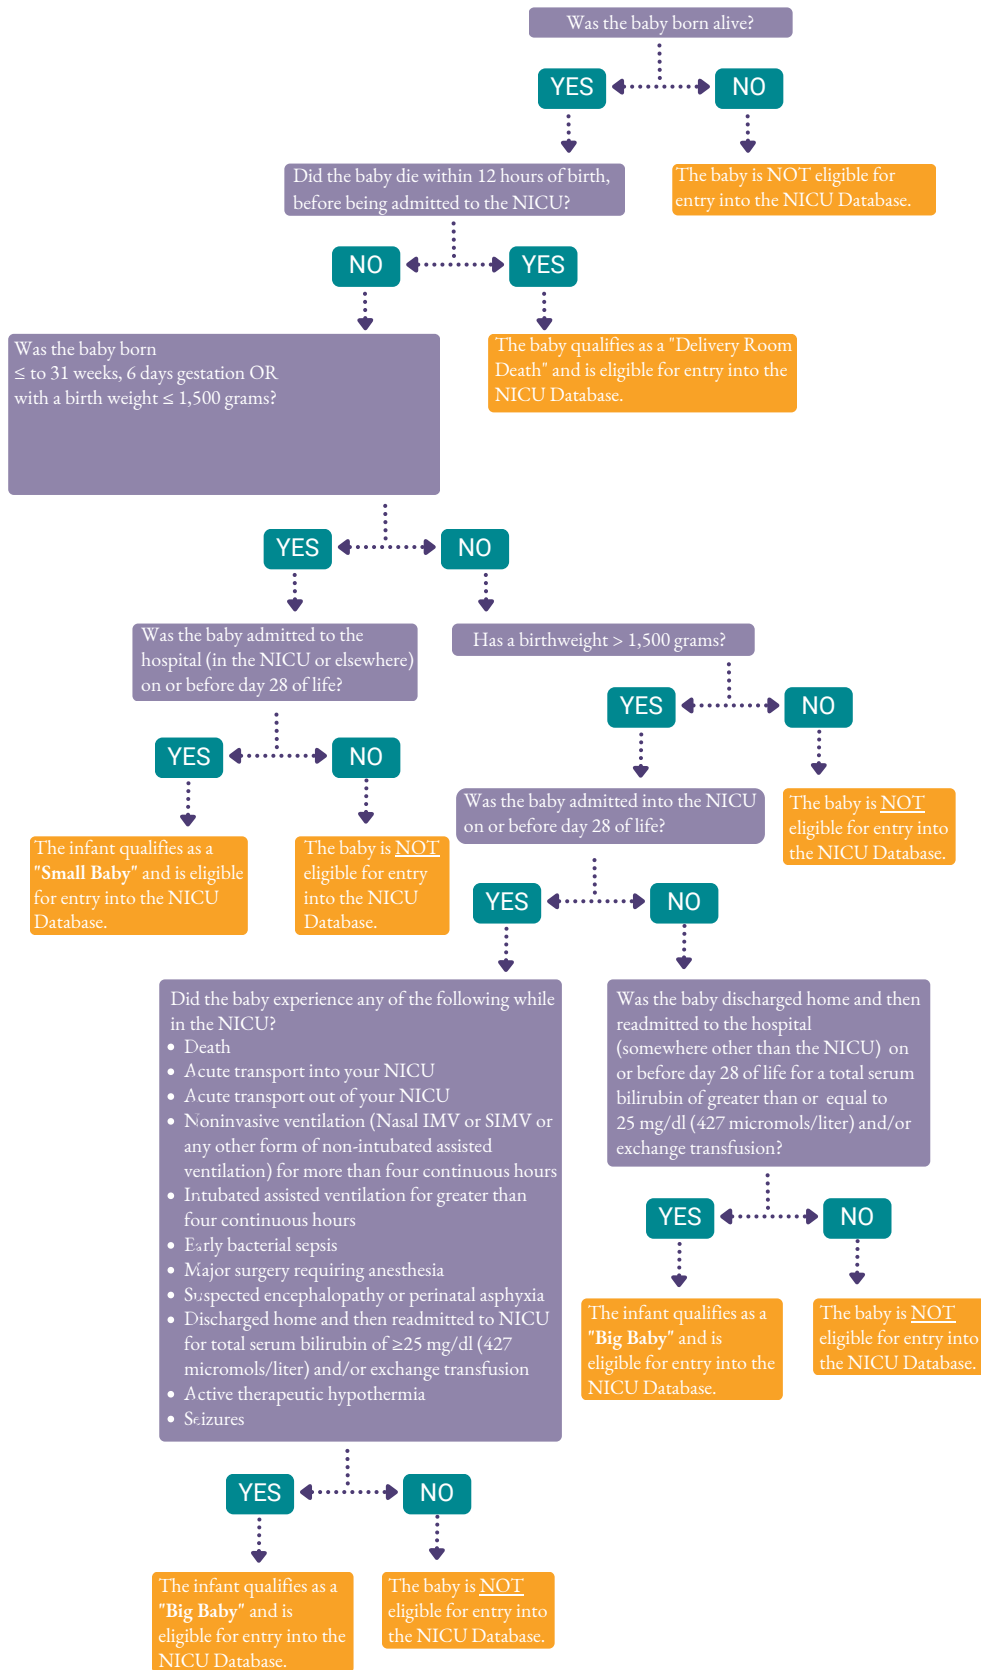 Was the baby born alive?
YES
NO
Did the baby die within 12 hours of birth,
before being admitted to the NICU?
The baby is NOT eligible for
entry into the NICU Database.
NO
YES
Was the baby born
≤ to 31 weeks, 6 days gestation OR
with a birth weight ≤ 1,500 grams?
The baby qualifies as a "Delivery Room
Death" and is eligible for entry into the
NICU Database.
YES
NO
Was the baby admitted to the
hospital (in the NICU or elsewhere)
on or before day 28 of life?
Has a birthweight > 1,500 grams?
YES
NO
YES
NO
The infant qualifies as a
"Small Baby" and is eligible
for entry into the NICU
Database.
The baby is NOT
eligible for entry
into the NICU
Database.
Was the baby admitted into the NICU
on or before day 28 of life?
The baby is NOT
eligible for entry into
the NICU Database.
YES
NO
Did the baby experience any of the following while
in the NICU?
• Death
• Acute transport into your NICU
• Acute transport out of your NICU
• Noninvasive ventilation (Nasal IMV or SIMV or
any other form of non-intubated assisted
ventilation) for more than four continuous hours
• Intubated assisted ventilation for greater than
four continuous hours
• Early bacterial sepsis
• Major surgery requiring anesthesia
• Suspected encephalopathy or perinatal asphyxia
• Discharged home and then readmitted to NICU
for total serum bilirubin of ≥25 mg/dl (427
micromols/liter) and/or exchange transfusion
• Active therapeutic hypothermia
• Seizures
Was the baby discharged home and then
readmitted to the hospital
(somewhere other than the NICU) on
or before day 28 of life for a total serum
bilirubin of greater than or equal to
25 mg/dl (427 micromols/liter) and/or
exchange transfusion?
YES
NO
The infant qualifies as a
"Big Baby" and is
eligible for entry into the
NICU Database.
The baby is NOT
eligible for entry into
the NICU Database.
YES
NO
The infant qualifies as a
"Big Baby" and is
eligible for entry into the
NICU Database.
The baby is NOT
eligible for entry into
the NICU Database.